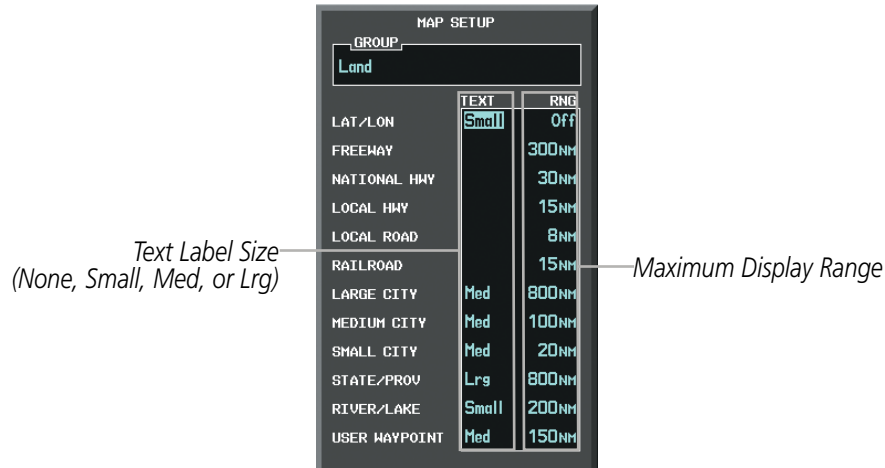 MAP SETUP
GROUP
Land
TEXT RNG
LAT/LON Small Off
FREEWAY 300NM
NATIONAL HWY 30NM
LOCAL HWY 15NM
LOCAL ROAD 8NM
RAILROAD 15NM
LARGE CITY Med 800NM
MEDIUM CITY Med 100NM
SMALL CITY Med 20NM
STATE/PROV Lrg 800NM
RIVER/LAKE Small 200NM
USER WAYPOINT Med 150NM
Text Label Size
(None, Small, Med, or Lrg)
Maximum Display Range